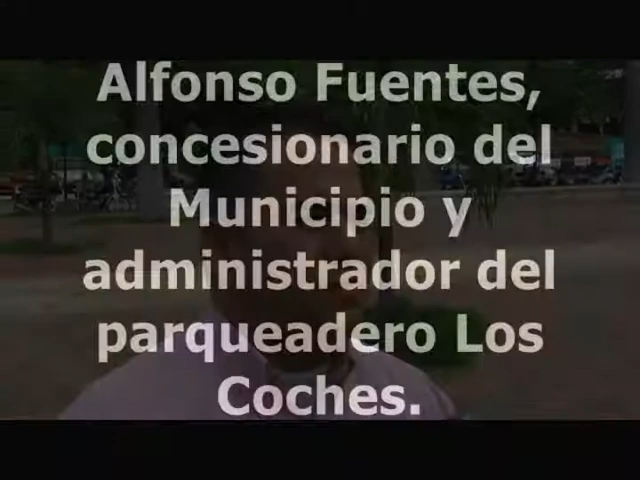 Alfonso Fuentes,
concesionario del
Municipio y
administrador del
parqueadero Los
Coches.